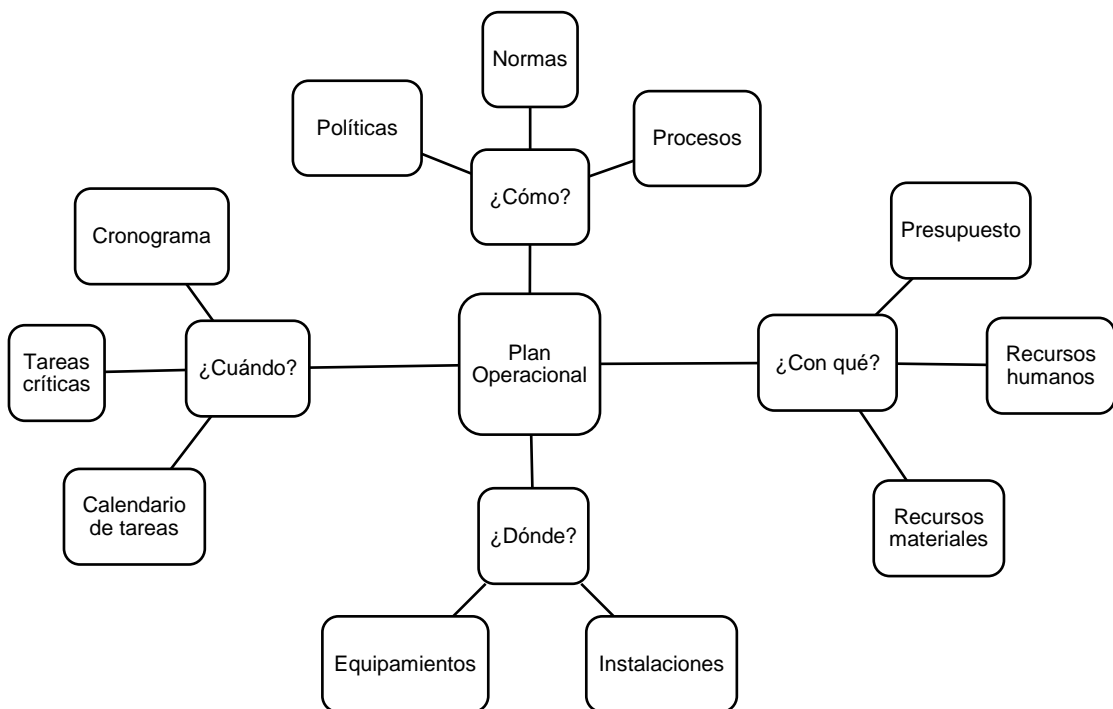 Normas
Políticas
Procesos
¿Cómo?
Cronograma
Presupuesto
Tareas
críticas
¿Cuándo?
Plan
Operacional
¿Con qué?
Recursos
humanos
Calendario
de tareas
¿Dónde?
Recursos
materiales
Equipamientos
Instalaciones